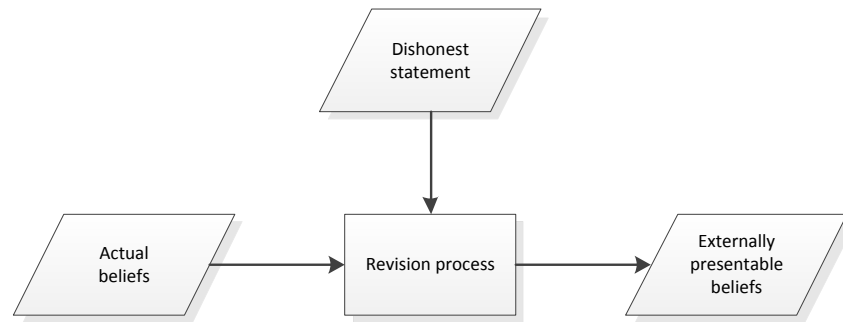 Dishonest
statement
Actual
beliefs
Revision process
Externally
presentable
beliefs